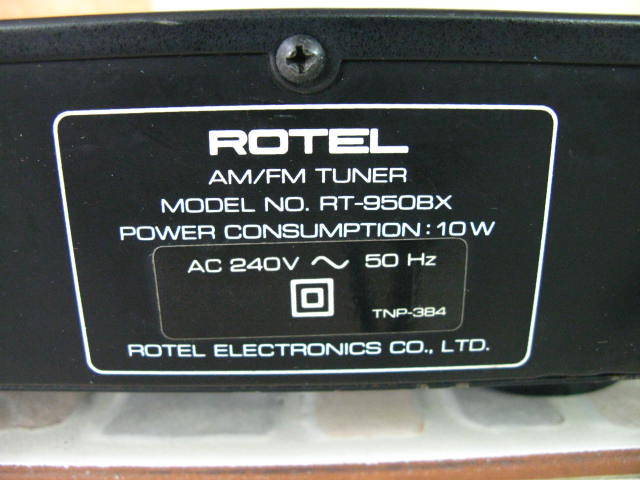 ROTEL
AM/FM TUNER
MODEL NO. RT-950BX
POWER CONSUMPTION: 10W
AC 240V ~ 50 Hz
TNP-384
ROTEL ELECTRONICS CO., LTD.